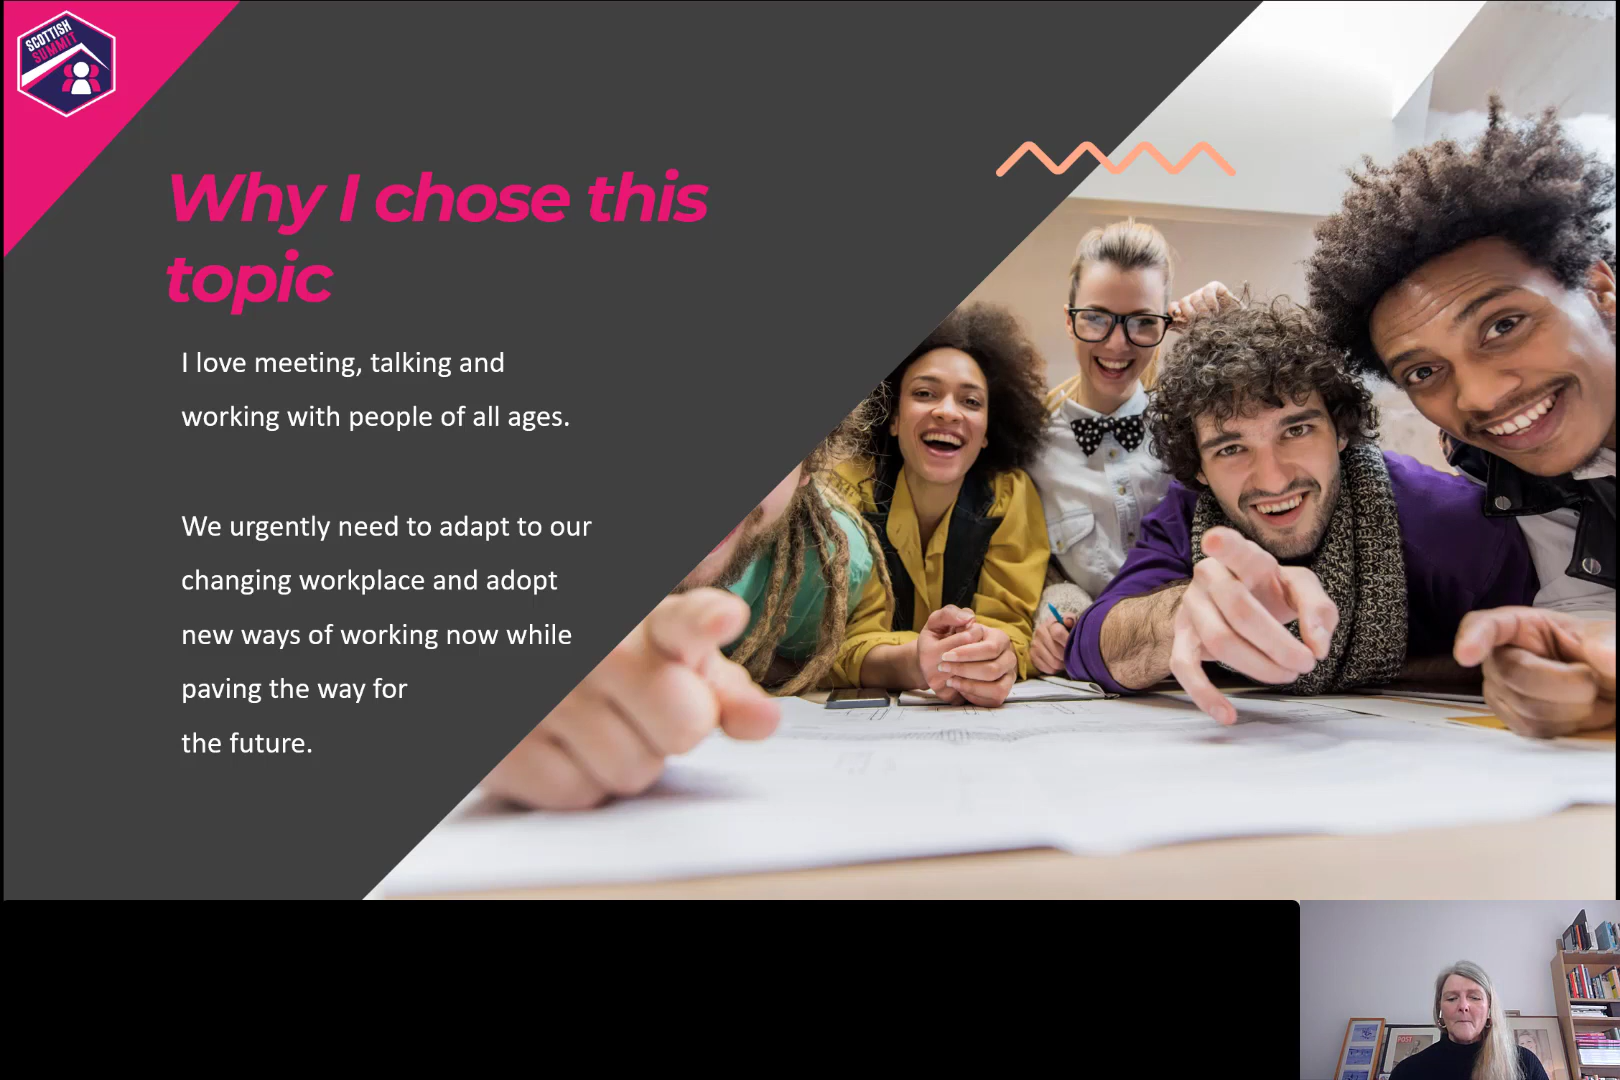 SCOTTISH
SUMMIT
Why I chose this
topic
I love meeting, talking and
working with people of all ages.
We urgently need to adapt to our
changing workplace and adopt
new ways of working now while
paving the way for
the future.
POST